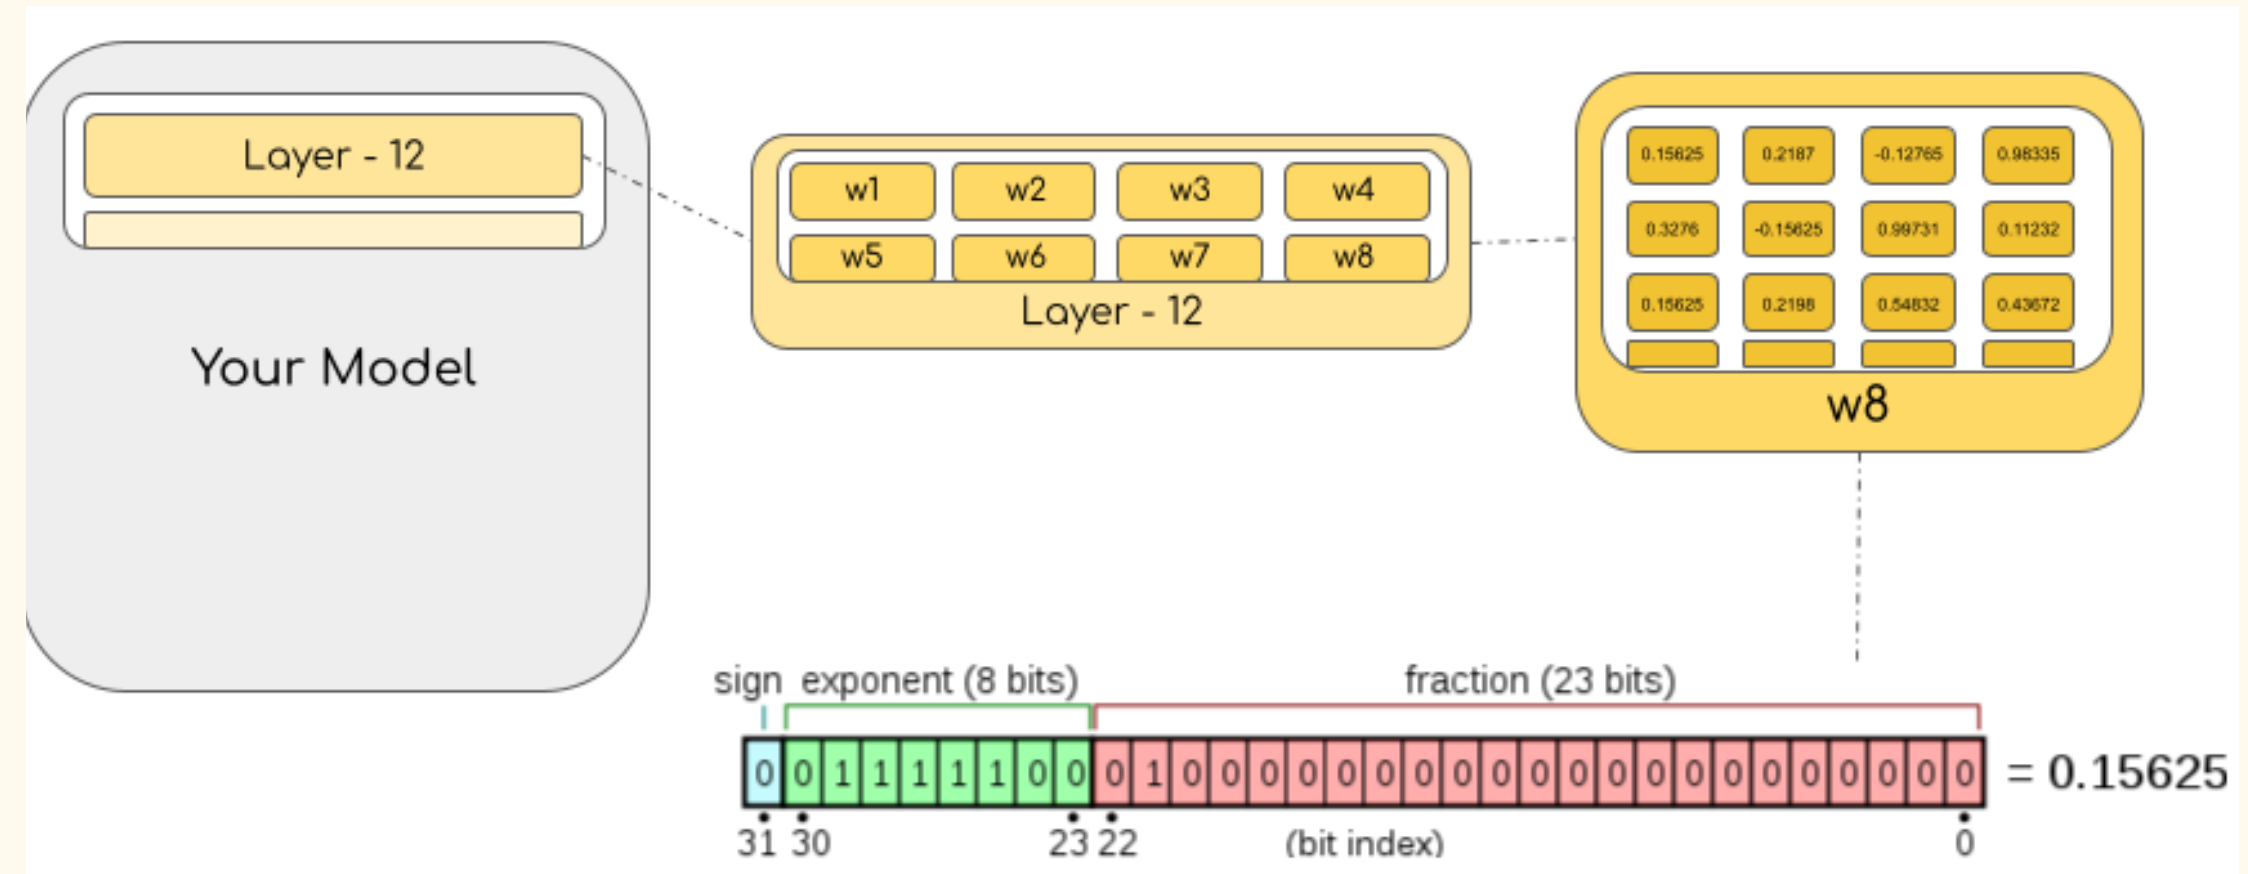 Layer - 12
Your Model
w1 w2 w3 w4
w5 w6 w7 w8
Layer - 12
0.15625 0.2187 -0.12765 0.98335
0.3276 -0.15625 0.99731 0.11232
0.15625 0.2198 0.54832 0.43672
w8
sign exponent (8 bits) fraction (23 bits)
0 0 1 1 1 1 1 0 0 0 1 0 0 0 0 0 0 0 0 0 0 0 0 0 0 0 0 0 0 0 0 0 = 0.15625
31 30 23 22 (bit index) 0